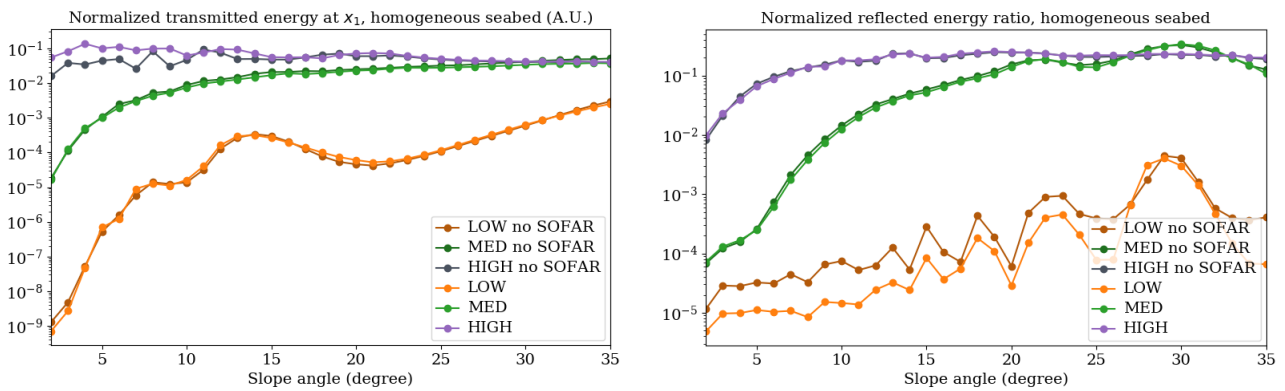 Normalized transmitted energy at x₁, homogeneous seabed (A.U.)
10⁻¹
10⁻²
10⁻³
10⁻⁴
10⁻⁵
10⁻⁶
10⁻⁷
10⁻⁸
10⁻⁹
5 10 15 20 25 30 35
Slope angle (degree)
LOW no SOFAR
MED no SOFAR
HIGH no SOFAR
LOW
MED
HIGH
Normalized reflected energy ratio, homogeneous seabed
10⁻¹
10⁻²
10⁻³
10⁻⁴
10⁻⁵
5 10 15 20 25 30 35
Slope angle (degree)
LOW no SOFAR
MED no SOFAR
HIGH no SOFAR
LOW
MED
HIGH